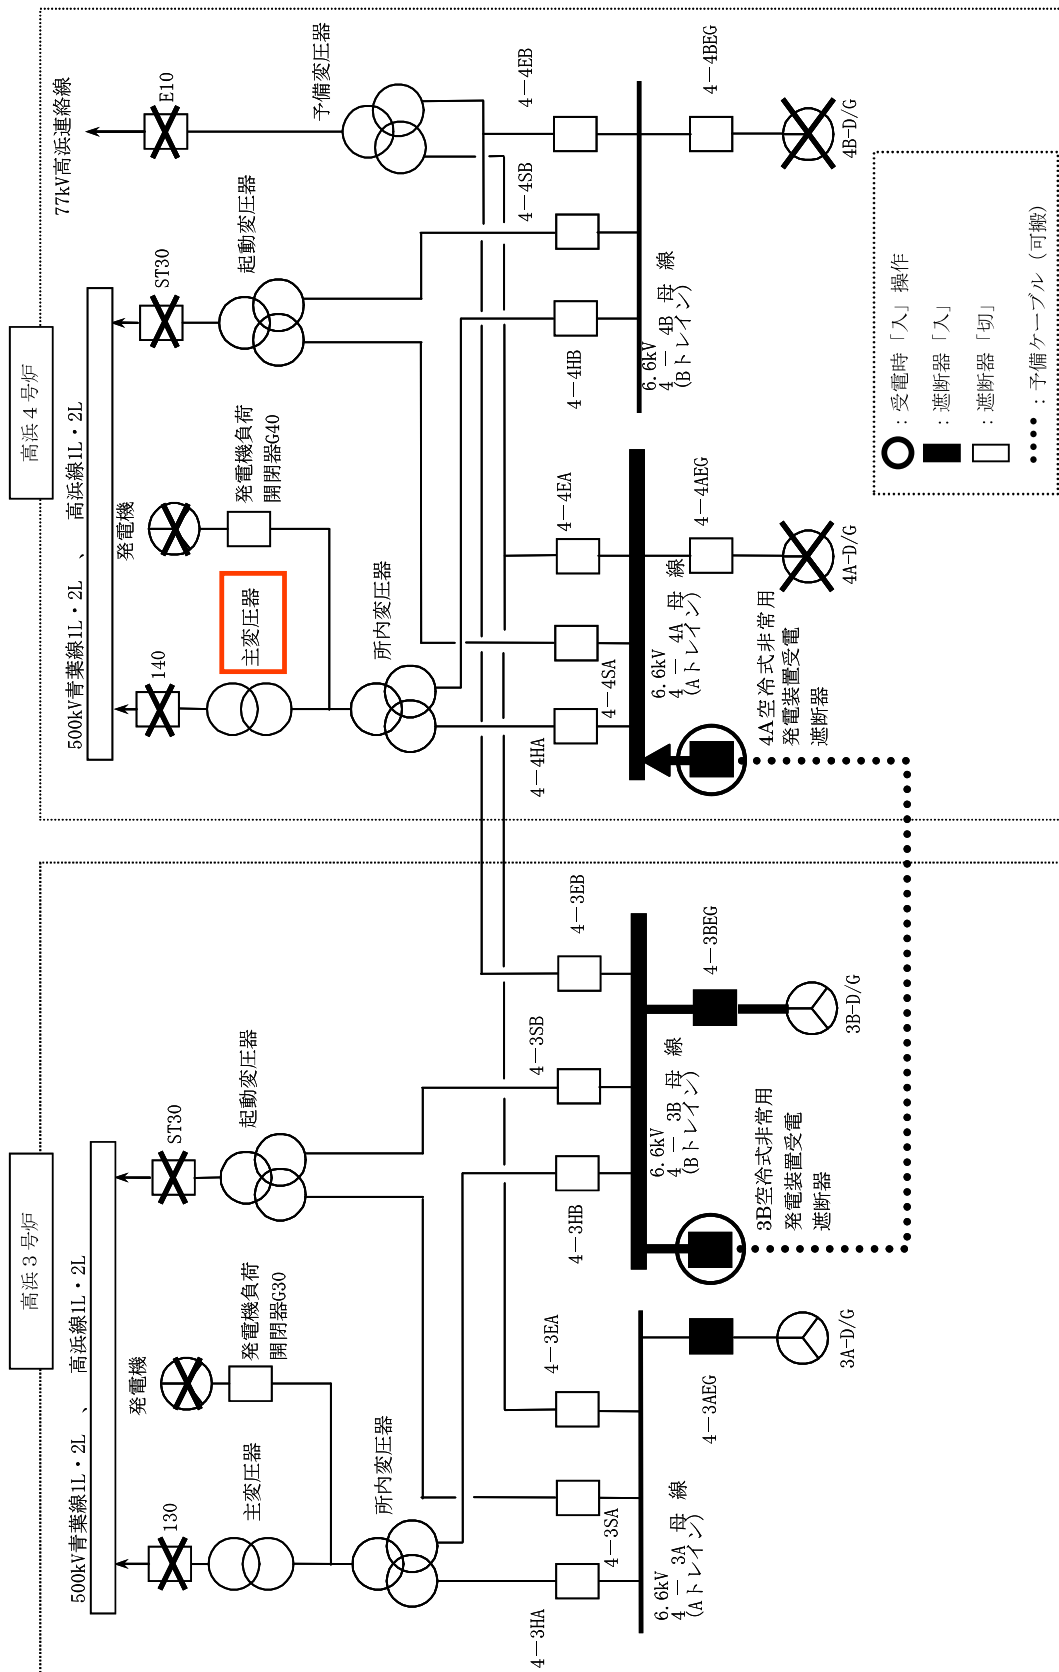 高浜３号炉
500kV青葉線1L・2L 、 高浜線1L・2L
130
ST30
主変圧器
発電機
発電機負荷
開閉器G30
起動変圧器
所内変圧器
4－3HA
4－3SA
4－3EA
4－3HB
4－3SB
4－3EB
6.6kV
4－3A 母 線
(Aトレイン)
6.6kV
4－3B 母 線
(Bトレイン)
4－3AEG
4－3BEG
3A-D/G
3B-D/G
3B空冷式非常用
発電装置受電
遮断器
高浜４号炉
500kV青葉線1L・2L 、 高浜線1L・2L
77kV高浜連絡線
140
ST30
E10
主変圧器
発電機
発電機負荷
開閉器G40
起動変圧器
予備変圧器
所内変圧器
4－4HA
4－4SA
4－4EA
4－4HB
4－4SB
4－4EB
6.6kV
4－4A 母 線
(Aトレイン)
6.6kV
4－4B 母 線
(Bトレイン)
4－4AEG
4－4BEG
4A-D/G
4B-D/G
4A空冷式非常用
発電装置受電
遮断器
：受電時「入」操作
：遮断器「入」
：遮断器「切」
：予備ケーブル（可搬）